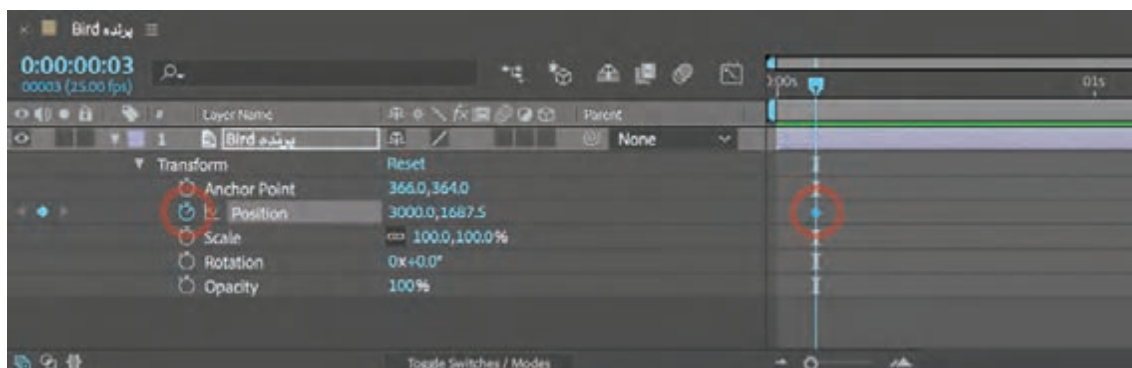 Bird پرنده
0:00:00:03
00003 (25.00 fps)
:00s 01s
# Layer Name Parent
1 Bird پرنده None
Transform Reset
Anchor Point 366.0,364.0
Position 3000.0,1687.5
Scale 100.0,100.0%
Rotation 0x+0.0°
Opacity 100%
Toggle Switches / Modes